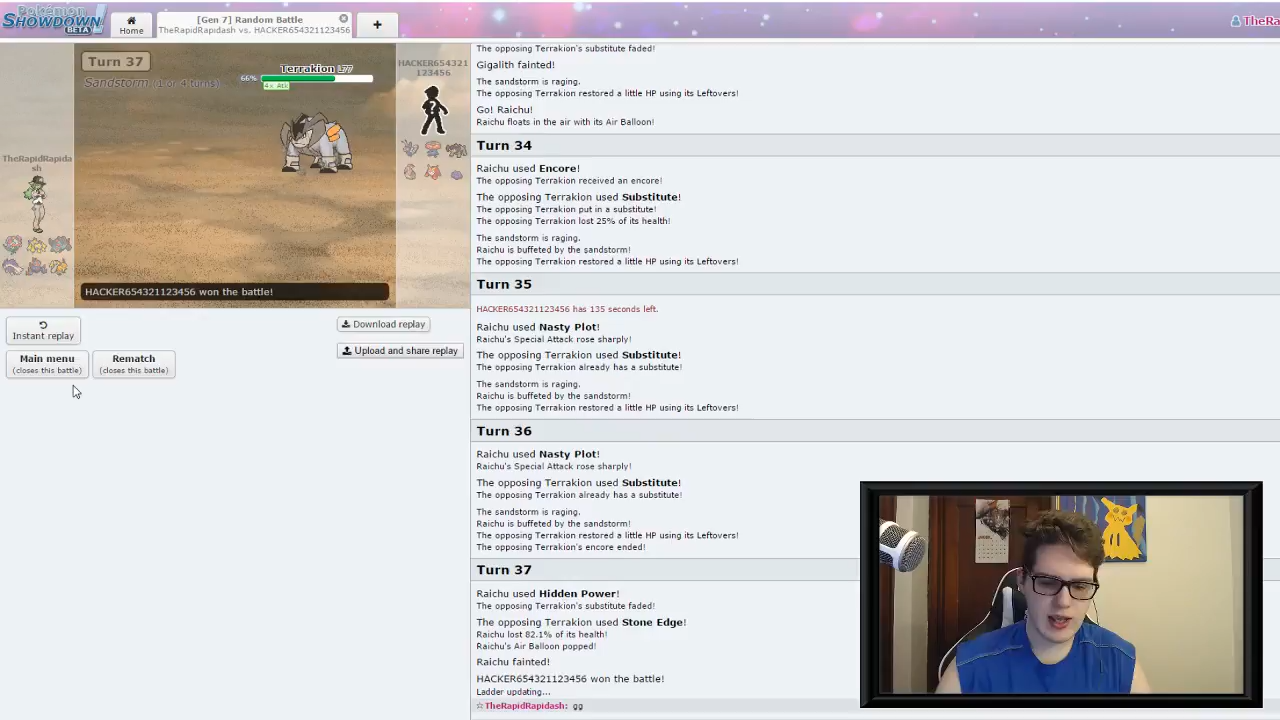 Pokémon
SHOWDOWN!
BETA
Home
[Gen 7] Random Battle
TheRapidRapidash vs. HACKER654321123456
+
TheRa
Turn 37
Sandstorm (1 or 4 turns)
Terrakion L77
66%
4x Atk
HACKER654321
123456
TheRapidRapida
sh
HACKER654321123456 won the battle!
Instant replay
Download replay
Upload and share replay
Main menu
(closes this battle)
Rematch
(closes this battle)
The opposing Terrakion's substitute faded!
Gigalith fainted!
The sandstorm is raging.
The opposing Terrakion restored a little HP using its Leftovers!
Go! Raichu!
Raichu floats in the air with its Air Balloon!
Turn 34
Raichu used Encore!
The opposing Terrakion received an encore!
The opposing Terrakion used Substitute!
The opposing Terrakion put in a substitute!
The opposing Terrakion lost 25% of its health!
The sandstorm is raging.
Raichu is buffeted by the sandstorm!
The opposing Terrakion restored a little HP using its Leftovers!
Turn 35
HACKER654321123456 has 135 seconds left.
Raichu used Nasty Plot!
Raichu's Special Attack rose sharply!
The opposing Terrakion used Substitute!
The opposing Terrakion already has a substitute!
The sandstorm is raging.
Raichu is buffeted by the sandstorm!
The opposing Terrakion restored a little HP using its Leftovers!
Turn 36
Raichu used Nasty Plot!
Raichu's Special Attack rose sharply!
The opposing Terrakion used Substitute!
The opposing Terrakion already has a substitute!
The sandstorm is raging.
Raichu is buffeted by the sandstorm!
The opposing Terrakion restored a little HP using its Leftovers!
The opposing Terrakion's encore ended!
Turn 37
Raichu used Hidden Power!
The opposing Terrakion's substitute faded!
The opposing Terrakion used Stone Edge!
Raichu lost 82.1% of its health!
Raichu's Air Balloon popped!
Raichu fainted!
HACKER654321123456 won the battle!
Ladder updating...
☆TheRapidRapidash: gg